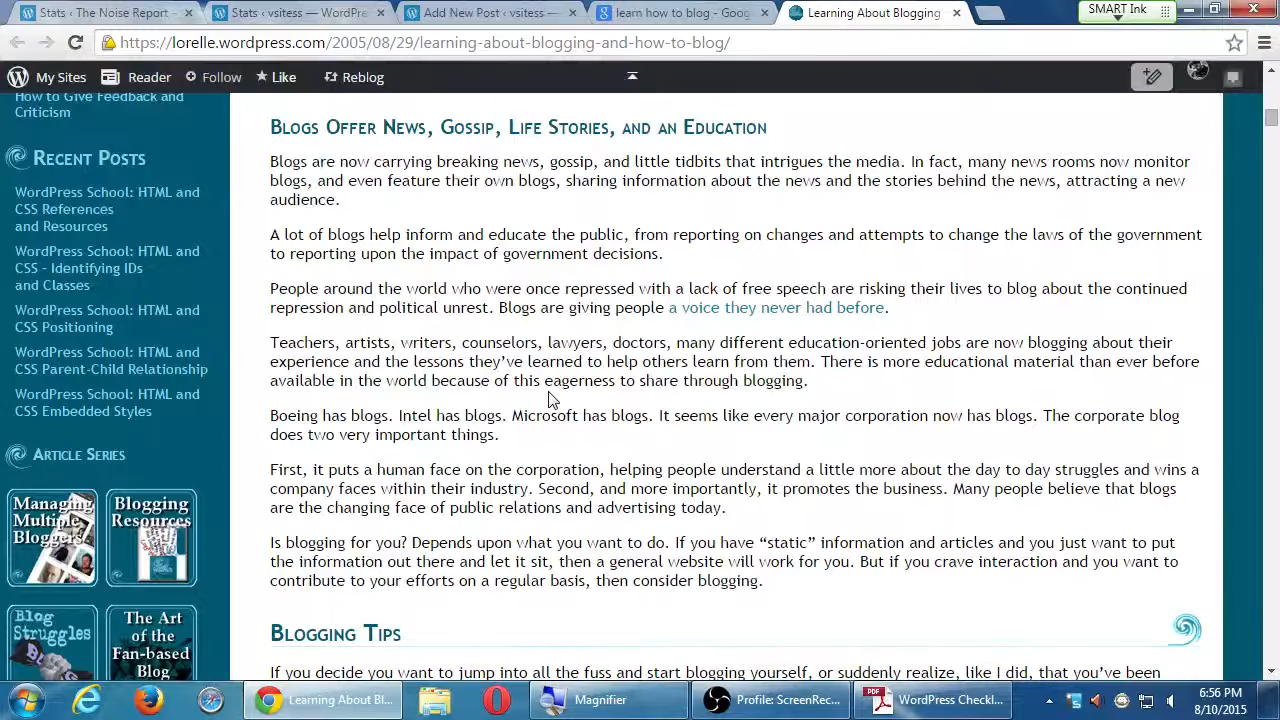 Stats ‹ The Noise Report
Stats ‹ vsitess — WordPre
Add New Post ‹ vsitess —
learn how to blog - Goog
Learning About Blogging
SMART Ink
https://lorelle.wordpress.com/2005/08/29/learning-about-blogging-and-how-to-blog/
My Sites
Reader
Follow
Like
Reblog
How to Give Feedback and
Criticism
Recent Posts
WordPress School: HTML and
CSS References
and Resources
WordPress School: HTML and
CSS – Identifying IDs
and Classes
WordPress School: HTML and
CSS Positioning
WordPress School: HTML and
CSS Parent-Child Relationship
WordPress School: HTML and
CSS Embedded Styles
Article Series
Managing
Multiple
Bloggers
Blogging
Resources
Blog
Struggles
The Art
of the
Fan-based
Blog
Blogs Offer News, Gossip, Life Stories, and an Education
Blogs are now carrying breaking news, gossip, and little tidbits that intrigues the media. In fact, many news rooms now monitor
blogs, and even feature their own blogs, sharing information about the news and the stories behind the news, attracting a new
audience.
A lot of blogs help inform and educate the public, from reporting on changes and attempts to change the laws of the government
to reporting upon the impact of government decisions.
People around the world who were once repressed with a lack of free speech are risking their lives to blog about the continued
repression and political unrest. Blogs are giving people a voice they never had before.
Teachers, artists, writers, counselors, lawyers, doctors, many different education-oriented jobs are now blogging about their
experience and the lessons they've learned to help others learn from them. There is more educational material than ever before
available in the world because of this eagerness to share through blogging.
Boeing has blogs. Intel has blogs. Microsoft has blogs. It seems like every major corporation now has blogs. The corporate blog
does two very important things.
First, it puts a human face on the corporation, helping people understand a little more about the day to day struggles and wins a
company faces within their industry. Second, and more importantly, it promotes the business. Many people believe that blogs
are the changing face of public relations and advertising today.
Is blogging for you? Depends upon what you want to do. If you have “static” information and articles and you just want to put
the information out there and let it sit, then a general website will work for you. But if you crave interaction and you want to
contribute to your efforts on a regular basis, then consider blogging.
Blogging Tips
If you decide you want to jump into all the fuss and start blogging yourself, or suddenly realize, like I did, that you’ve been
Learning About Bl...
Magnifier
Profile: ScreenRec...
PDF
WordPress Checkl...
6:56 PM
8/10/2015